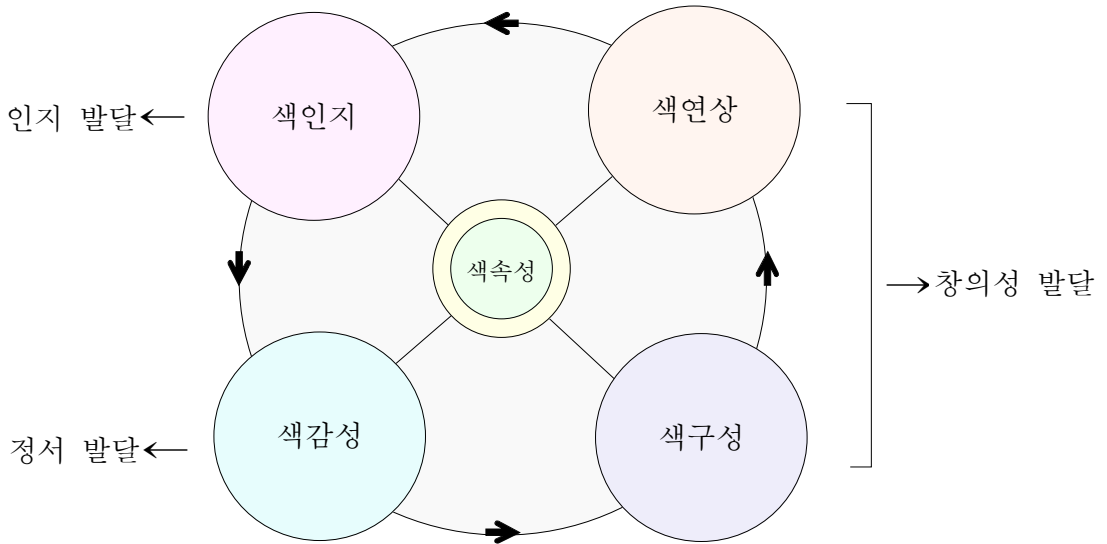 색인지
색연상
인지 발달
색속성
창의성 발달
색감성
색구성
정서 발달